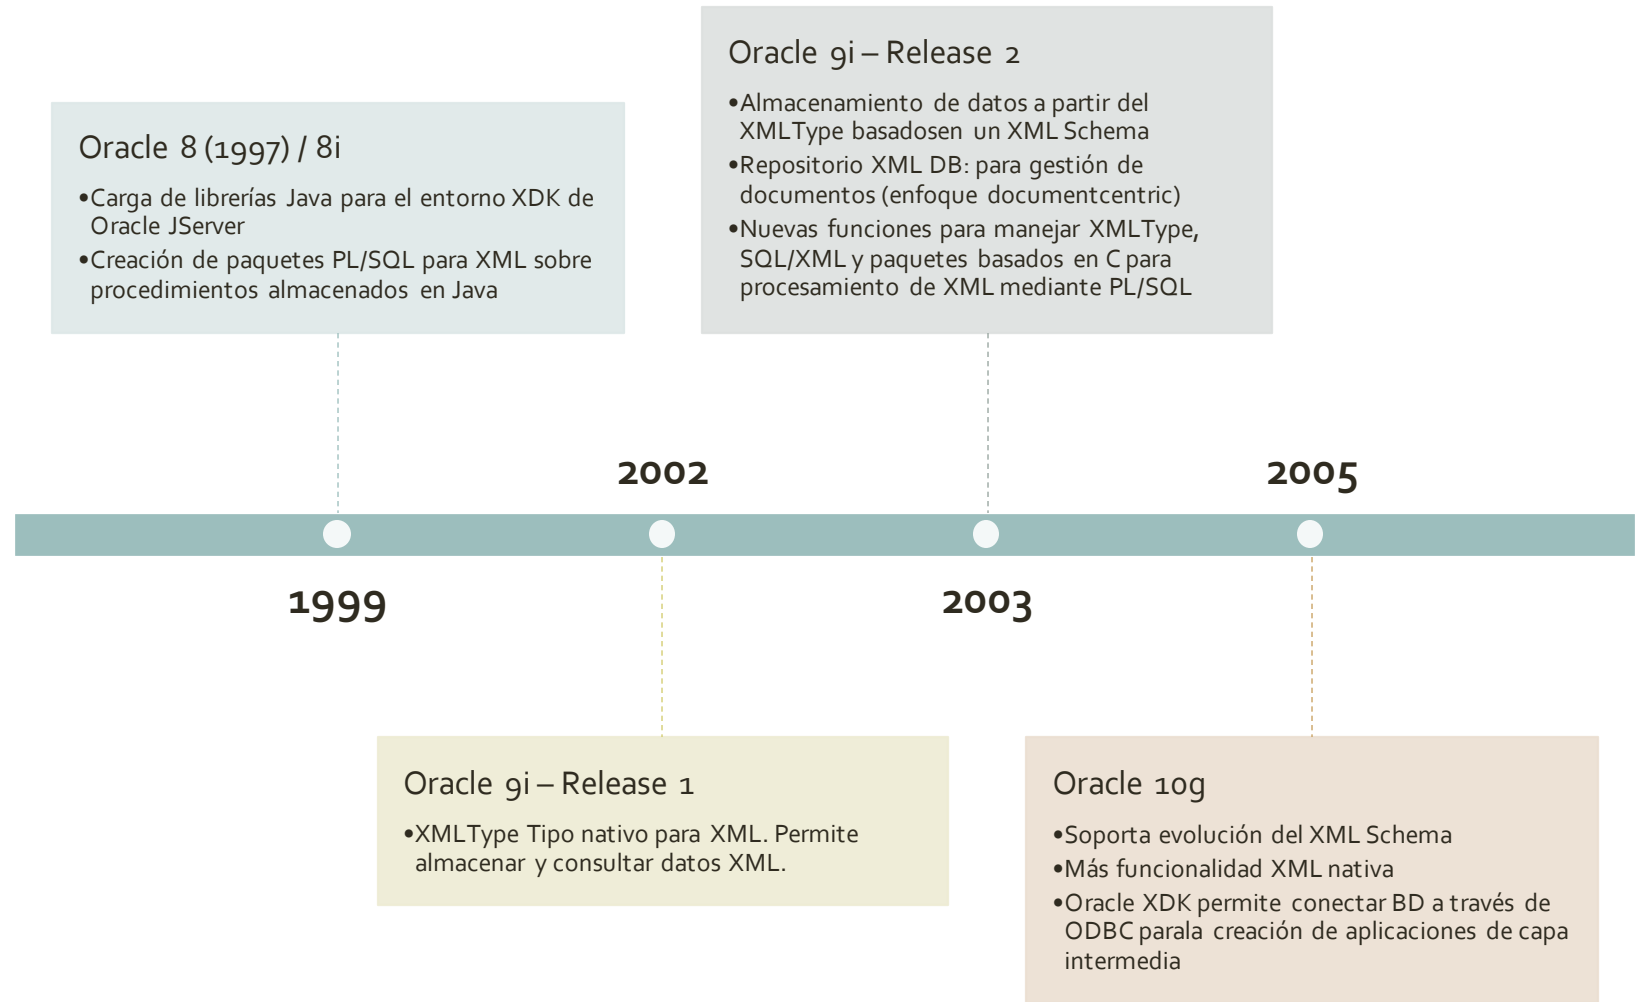 Oracle 8 (1997) / 8i
•Carga de librerías Java para el entorno XDK de
Oracle JServer
•Creación de paquetes PL/SQL para XML sobre
procedimientos almacenados en Java
Oracle 9i – Release 2
•Almacenamiento de datos a partir del
XMLType basadosen un XML Schema
•Repositorio XML DB: para gestión de
documentos (enfoque documentcentric)
•Nuevas funciones para manejar XMLType,
SQL/XML y paquetes basados en C para
procesamiento de XML mediante PL/SQL
2002
2005
1999
2003
Oracle 9i – Release 1
•XMLType Tipo nativo para XML. Permite
almacenar y consultar datos XML.
Oracle 10g
•Soporta evolución del XML Schema
•Más funcionalidad XML nativa
•Oracle XDK permite conectar BD a través de
ODBC parala creación de aplicaciones de capa
intermedia